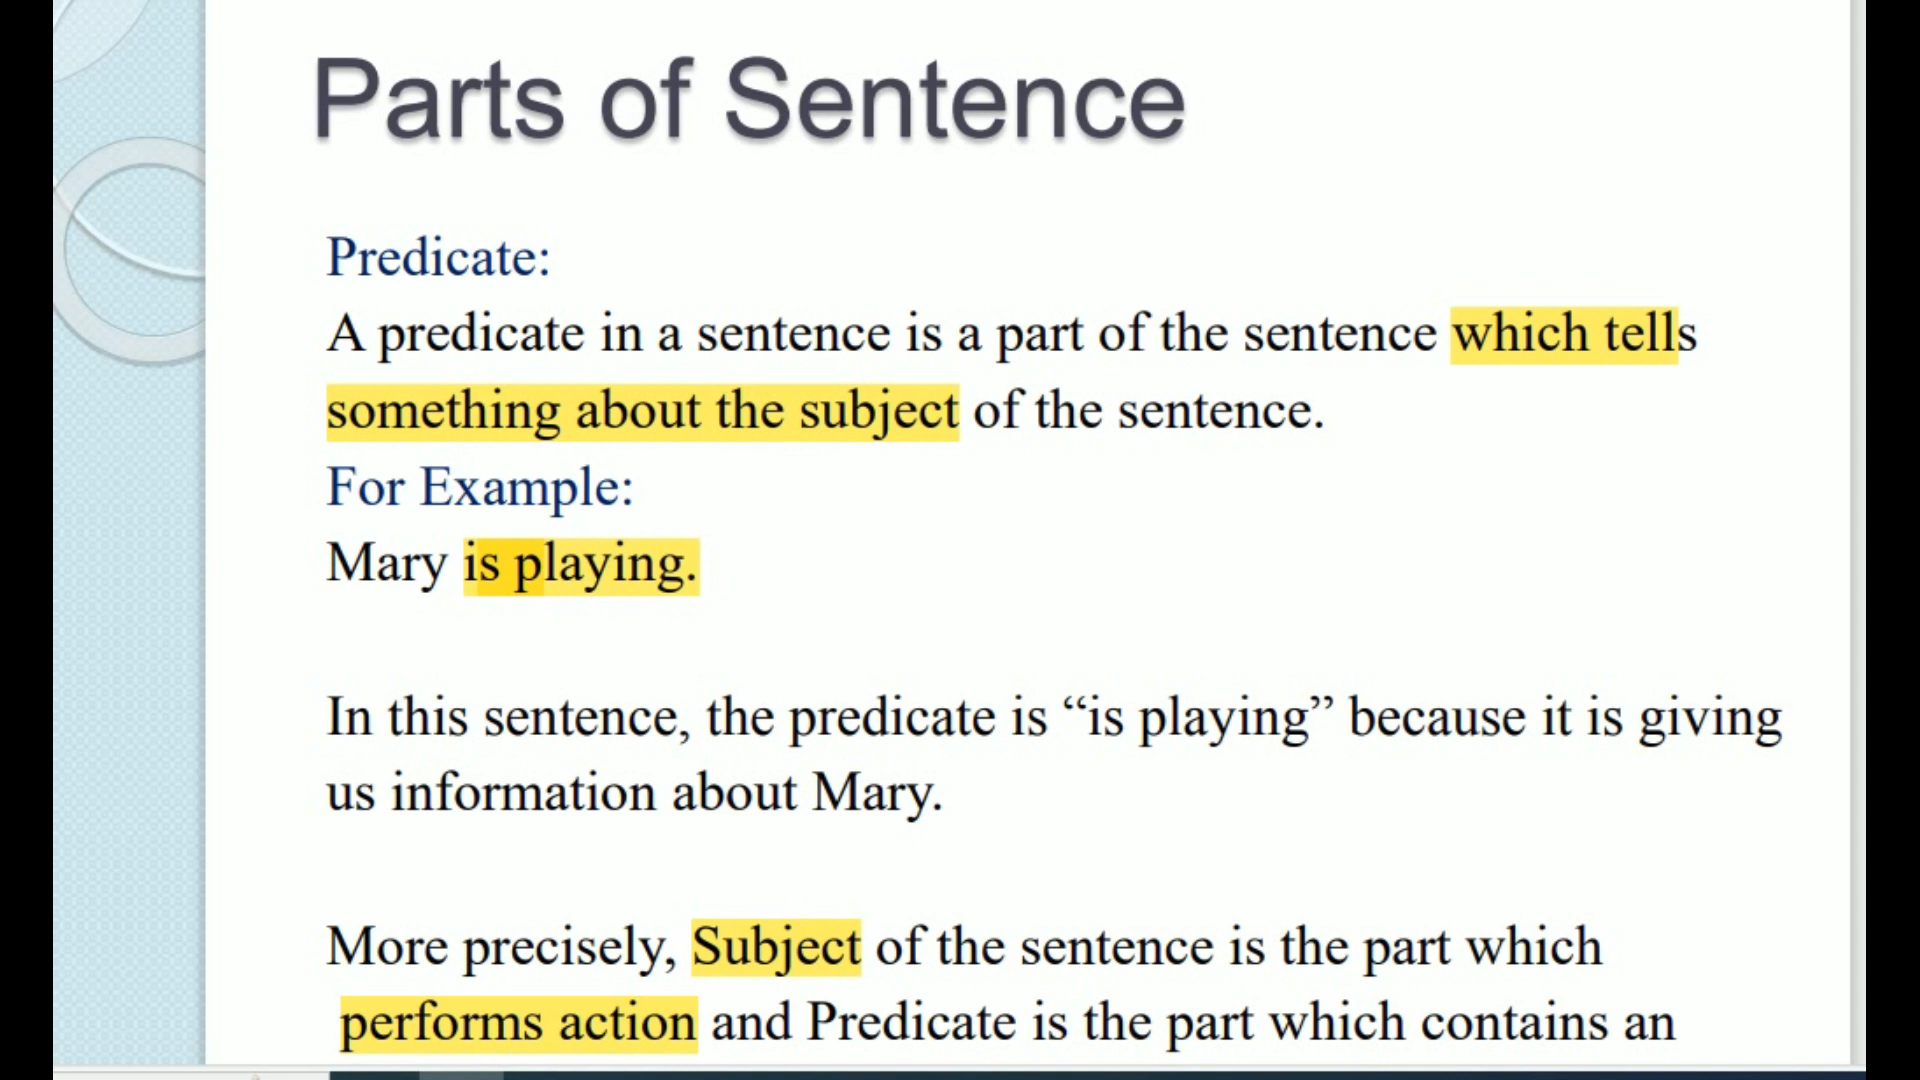 Parts of Sentence
Predicate:
A predicate in a sentence is a part of the sentence which tells
something about the subject of the sentence.
For Example:
Mary is playing.
In this sentence, the predicate is “is playing” because it is giving
us information about Mary.
More precisely, Subject of the sentence is the part which
performs action and Predicate is the part which contains an